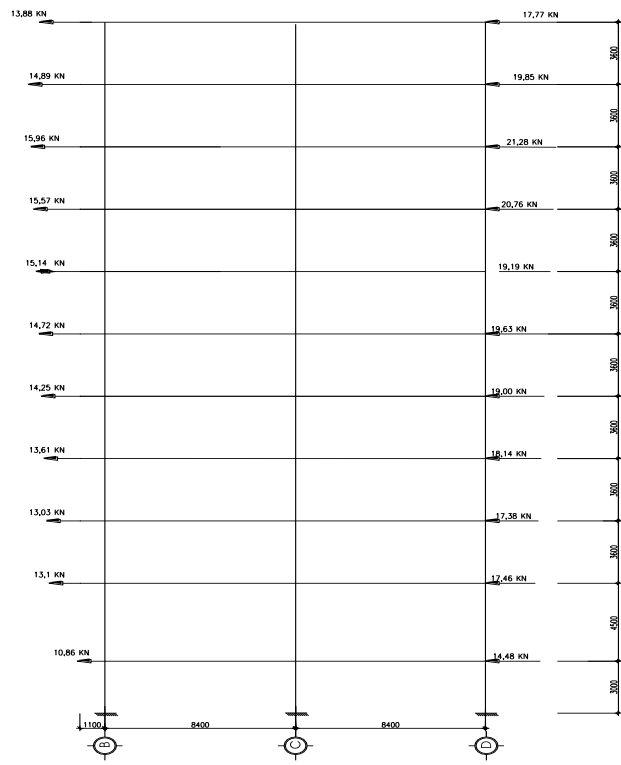 13,88 KN 17,77 KN
3600
14,89 KN 19,85 KN
3600
15,96 KN 21,28 KN
3600
15,57 KN 20,76 KN
3600
15,14 KN 19,19 KN
3600
14,72 KN 19,63 KN
3600
14,25 KN 19,00 KN
3600
13,61 KN 18,14 KN
3600
13,03 KN 17,38 KN
3600
13,1 KN 17,46 KN
4500
10,86 KN 14,48 KN
3000
1100 8400 8400
B C D